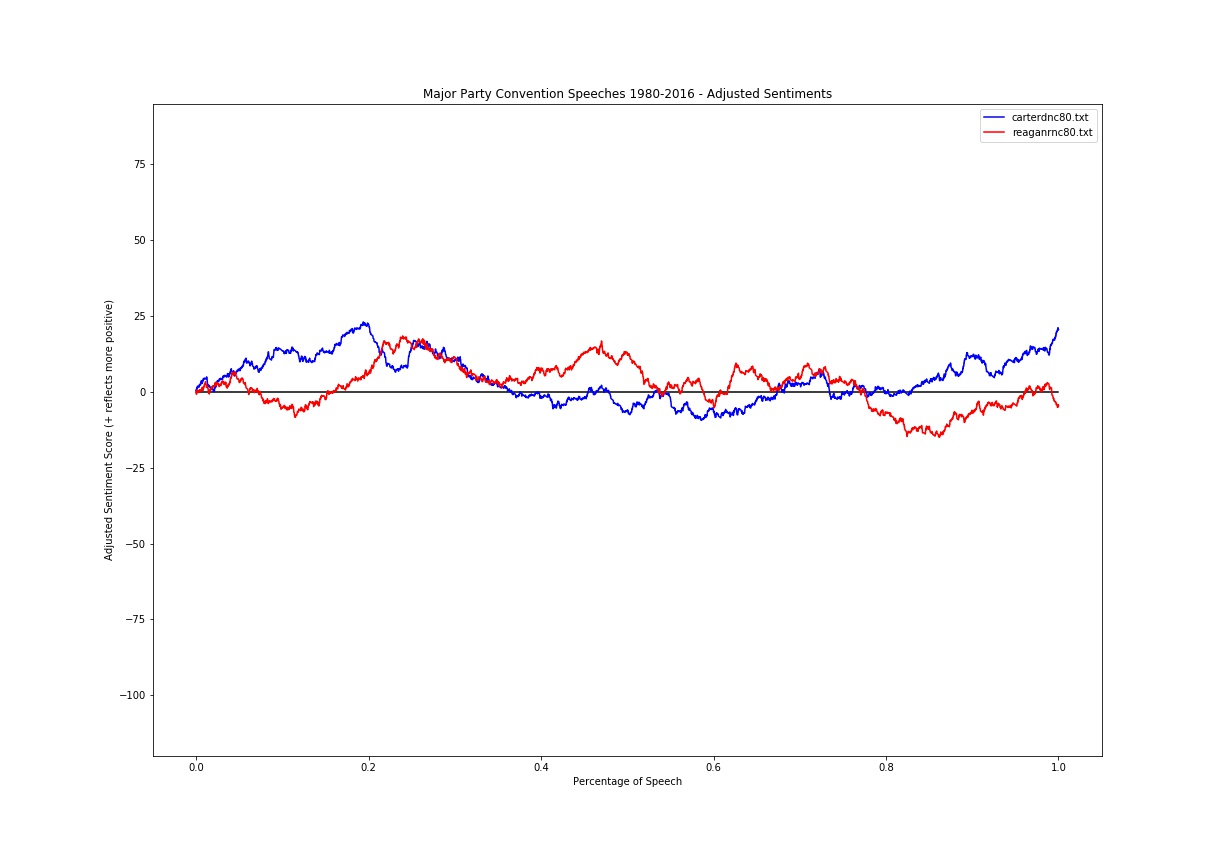 Major Party Convention Speeches 1980-2016 - Adjusted Sentiments
carterdnc80.txt
reaganrnc80.txt
Adjusted Sentiment Score (+ reflects more positive)
75
50
25
0
−25
−50
−75
−100
0.0 0.2 0.4 0.6 0.8 1.0
Percentage of Speech